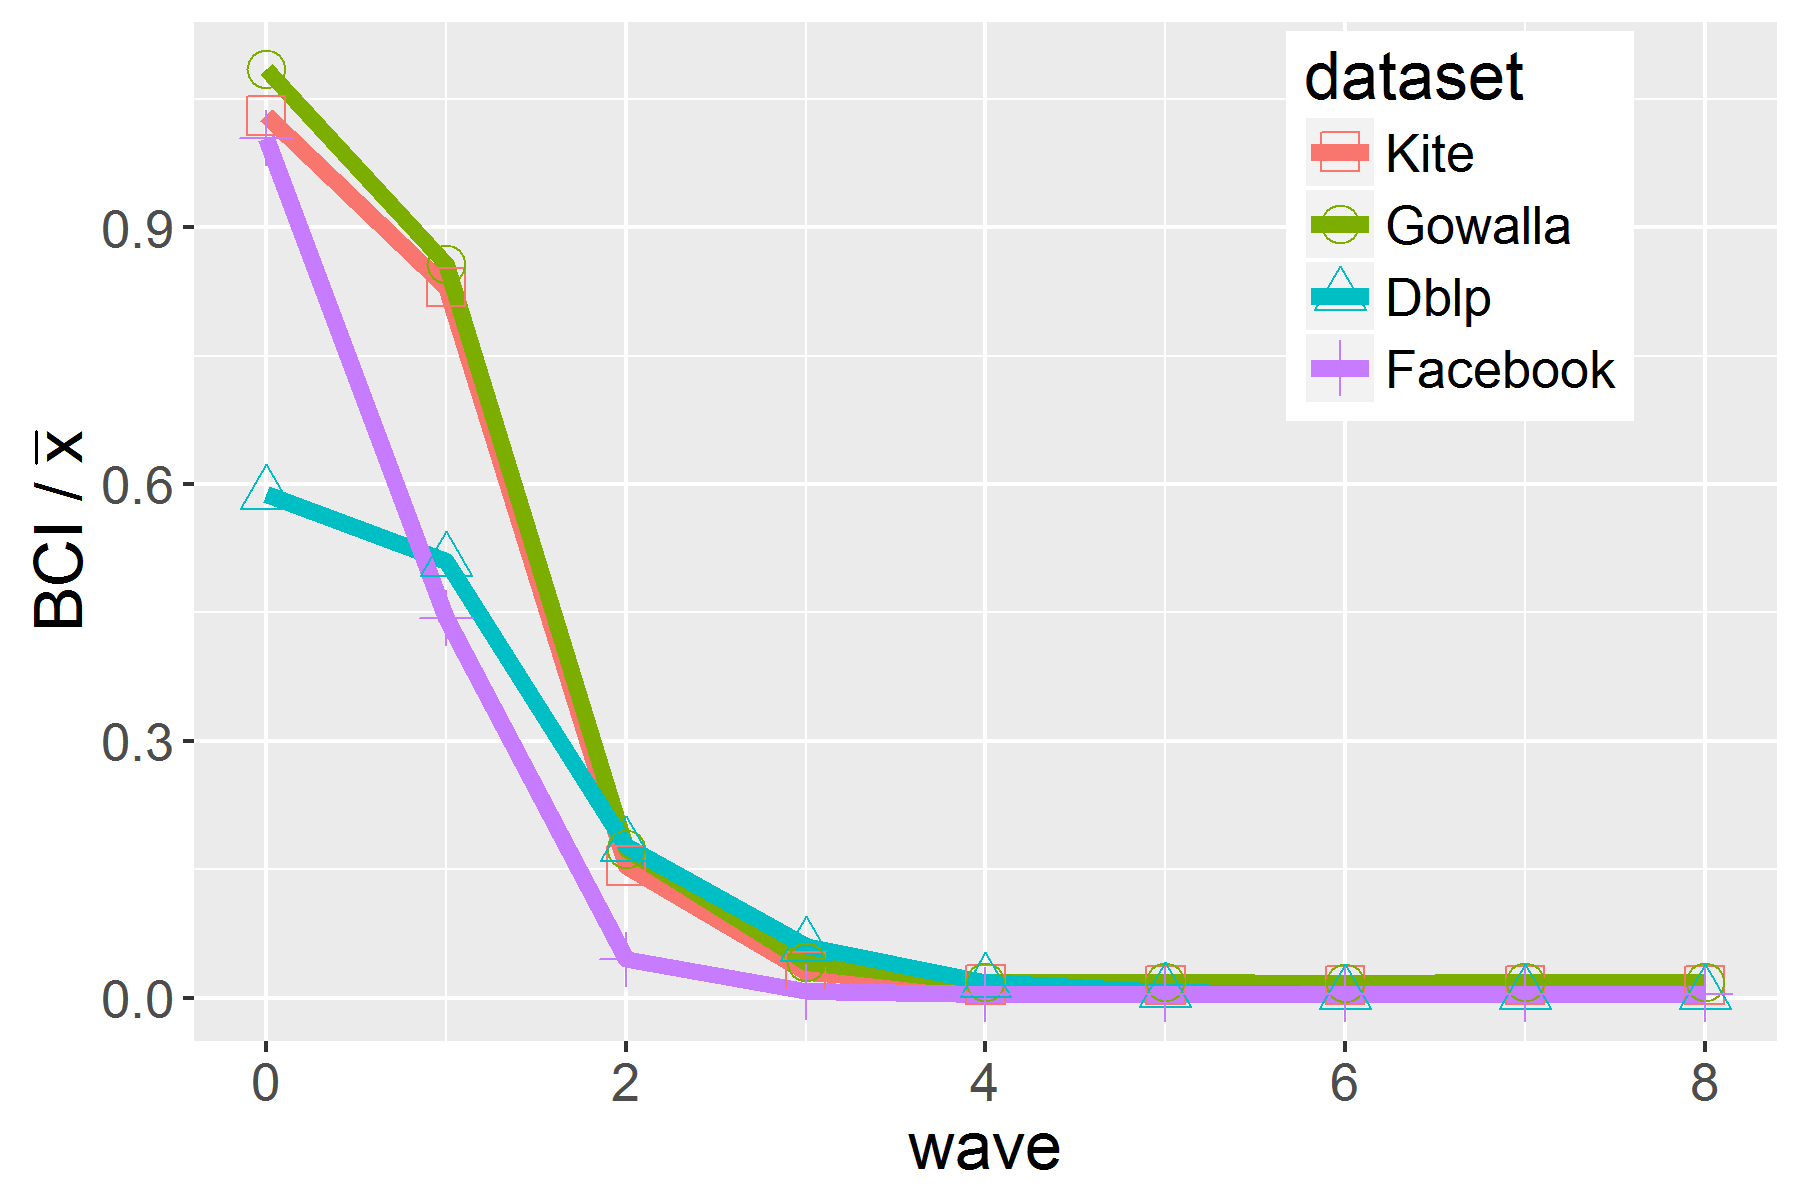 dataset
Kite
Gowalla
Dblp
Facebook
BCI / x̅
0.9
0.6
0.3
0.0
0 2 4 6 8
wave